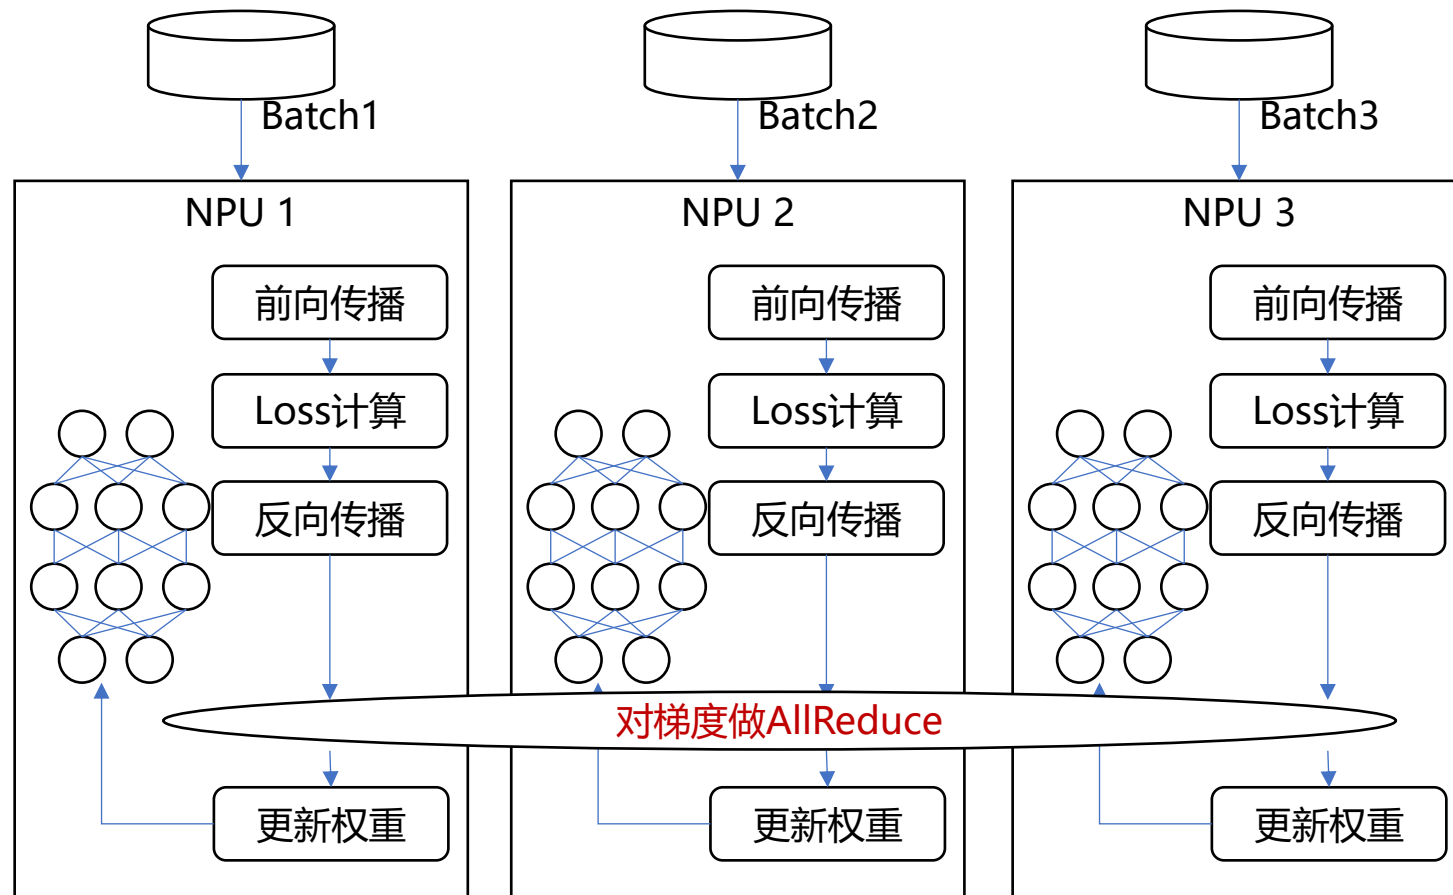 Batch1
Batch2
Batch3
NPU 1
NPU 2
NPU 3
前向传播
前向传播
前向传播
Loss计算
Loss计算
Loss计算
反向传播
反向传播
反向传播
对梯度做AllReduce
更新权重
更新权重
更新权重